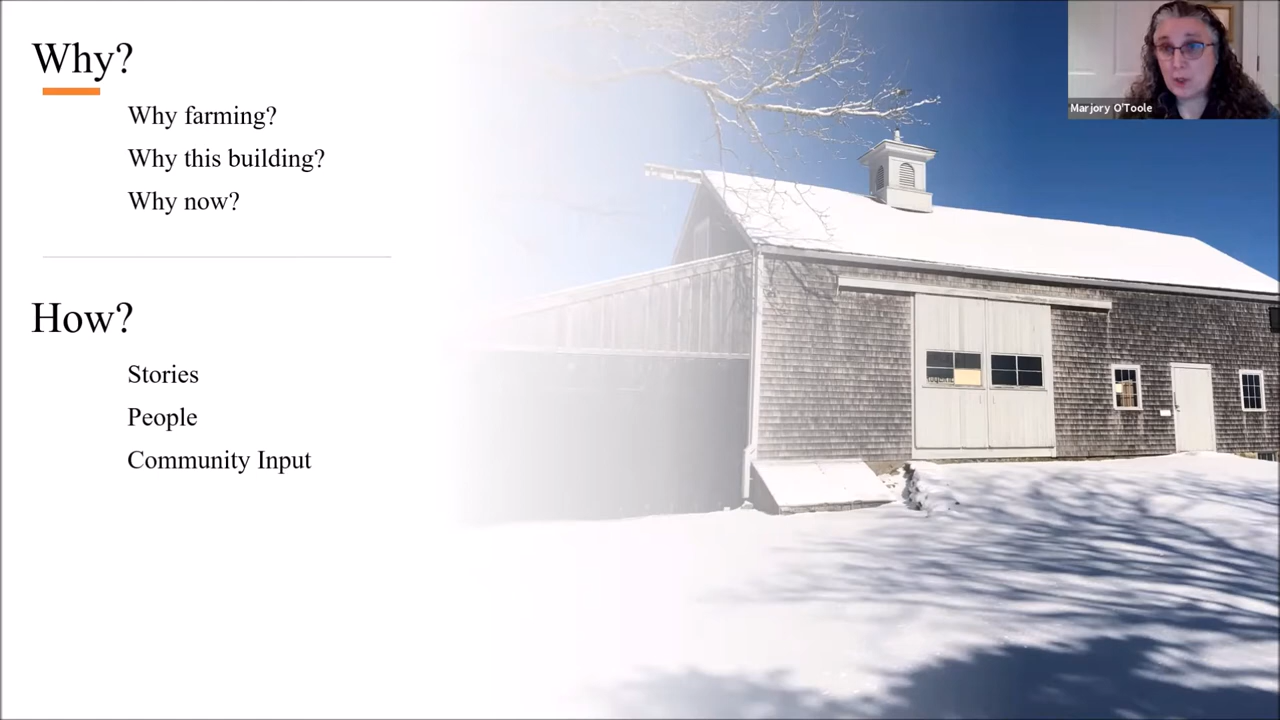 Why?
Why farming?
Why this building?
Why now?
How?
Stories
People
Community Input
Marjory O'Toole